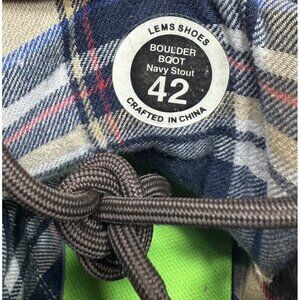 LEMS SHOES
BOULDER
BOOT
Navy Stout
42
CRAFTED IN CHINA